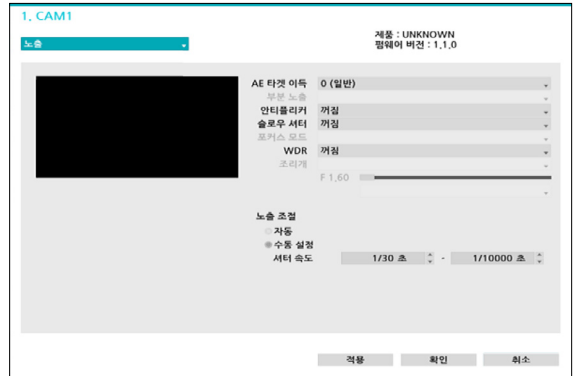 1. CAM1
노출
제품 : UNKNOWN
펌웨어 버전 : 1.1.0
AE 타겟 이득 0 (일반)
부분 노출
안티플리커 꺼짐
슬로우 셔터 꺼짐
포커스 모드
WDR 꺼짐
조리개
F 1.60
노출 조절
자동
수동 설정
셔터 속도 1/30 초 - 1/10000 초
적용 확인 취소